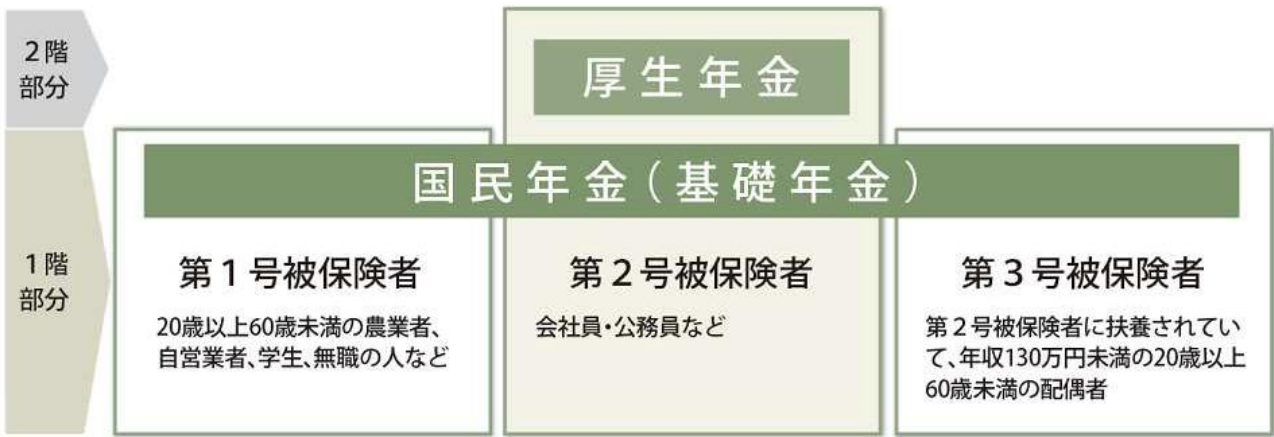 2階
部分
厚生年金
国民年金(基礎年金)
1階
部分
第1号被保険者
20歳以上60歳未満の農業者、
自営業者、学生、無職の人など
第2号被保険者
会社員・公務員など
第3号被保険者
第2号被保険者に扶養されてい
て、年収130万円未満の20歳以上
60歳未満の配偶者